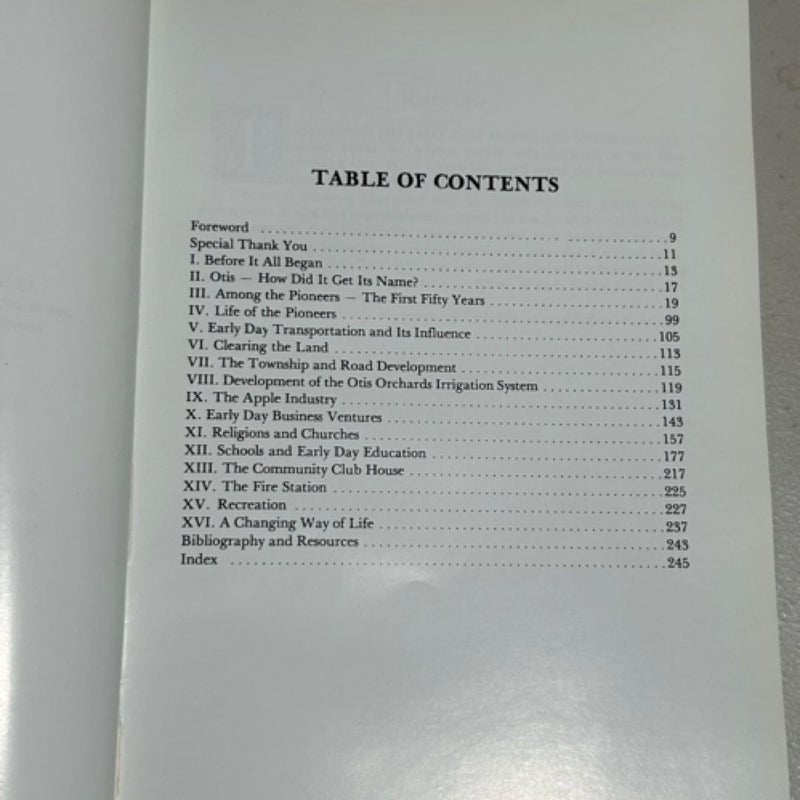 TABLE OF CONTENTS
Foreword ........................................ 9
Special Thank You ........................................ 11
I. Before It All Began ........................................ 13
II. Otis — How Did It Get Its Name? ........................................ 17
III. Among the Pioneers — The First Fifty Years ........................................ 19
IV. Life of the Pioneers ........................................ 99
V. Early Day Transportation and Its Influence ........................................ 105
VI. Clearing the Land ........................................ 113
VII. The Township and Road Development ........................................ 115
VIII. Development of the Otis Orchards Irrigation System ........................................ 119
IX. The Apple Industry ........................................ 131
X. Early Day Business Ventures ........................................ 143
XI. Religions and Churches ........................................ 157
XII. Schools and Early Day Education ........................................ 177
XIII. The Community Club House ........................................ 217
XIV. The Fire Station ........................................ 225
XV. Recreation ........................................ 227
XVI. A Changing Way of Life ........................................ 237
Bibliography and Resources ........................................ 243
Index ........................................ 245